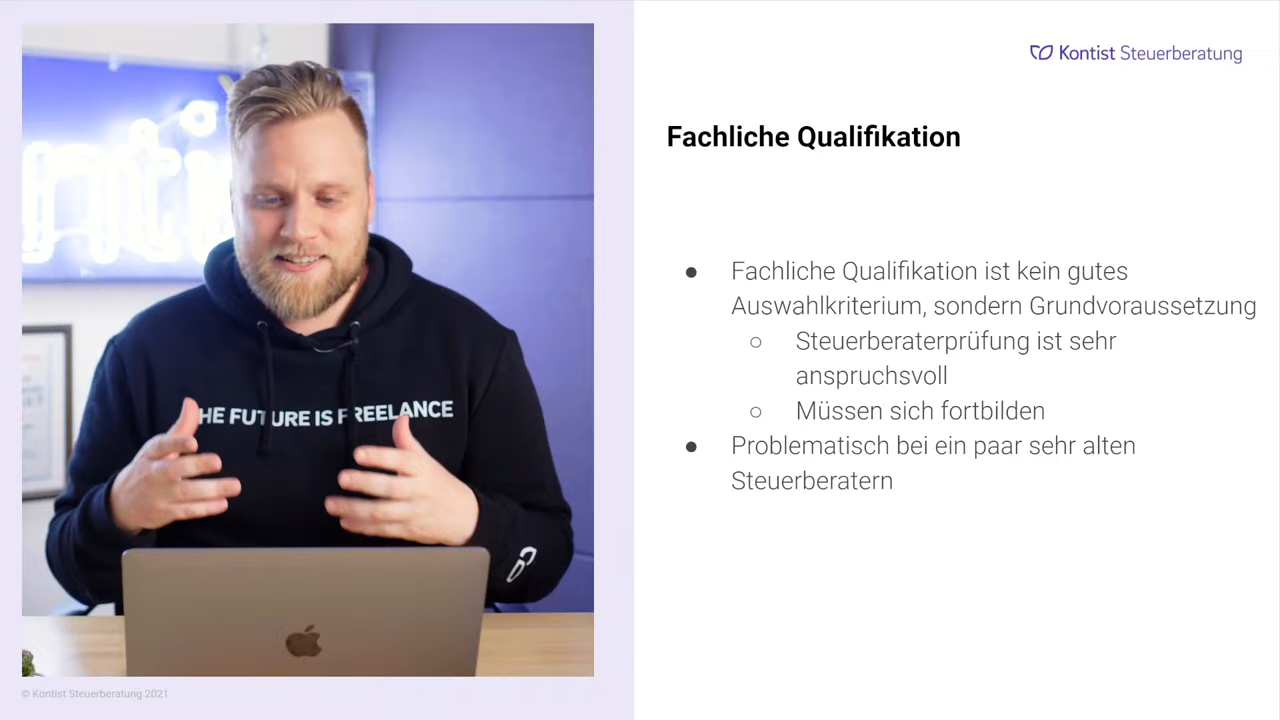 Kontist Steuerberatung
Fachliche Qualifikation
● Fachliche Qualifikation ist kein gutes
Auswahlkriterium, sondern Grundvoraussetzung
○ Steuerberaterprüfung ist sehr
anspruchsvoll
○ Müssen sich fortbilden
● Problematisch bei ein paar sehr alten
Steuerberatern
HE FUTURE IS FREELANCE
© Kontist Steuerberatung 2021